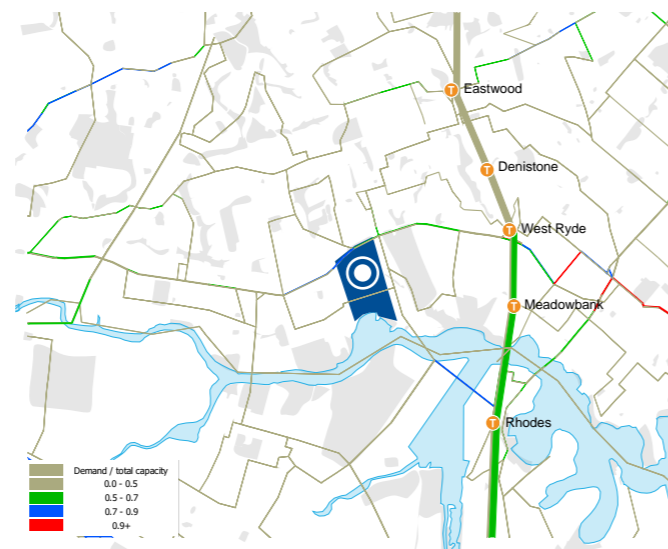 T Eastwood
T Denistone
T West Ryde
T Meadowbank
T Rhodes
Demand / total capacity
0.0 - 0.5
0.5 - 0.7
0.7 - 0.9
0.9+